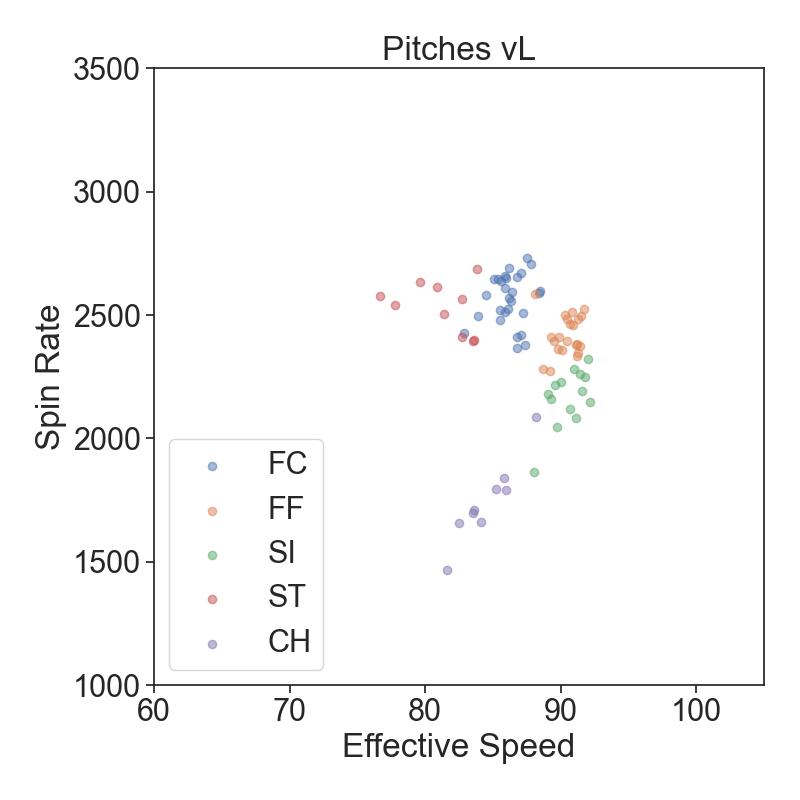 Pitches vL
3500
3000
2500
2000
1500
1000
Spin Rate
FC
FF
SI
ST
CH
60 70 80 90 100
Effective Speed